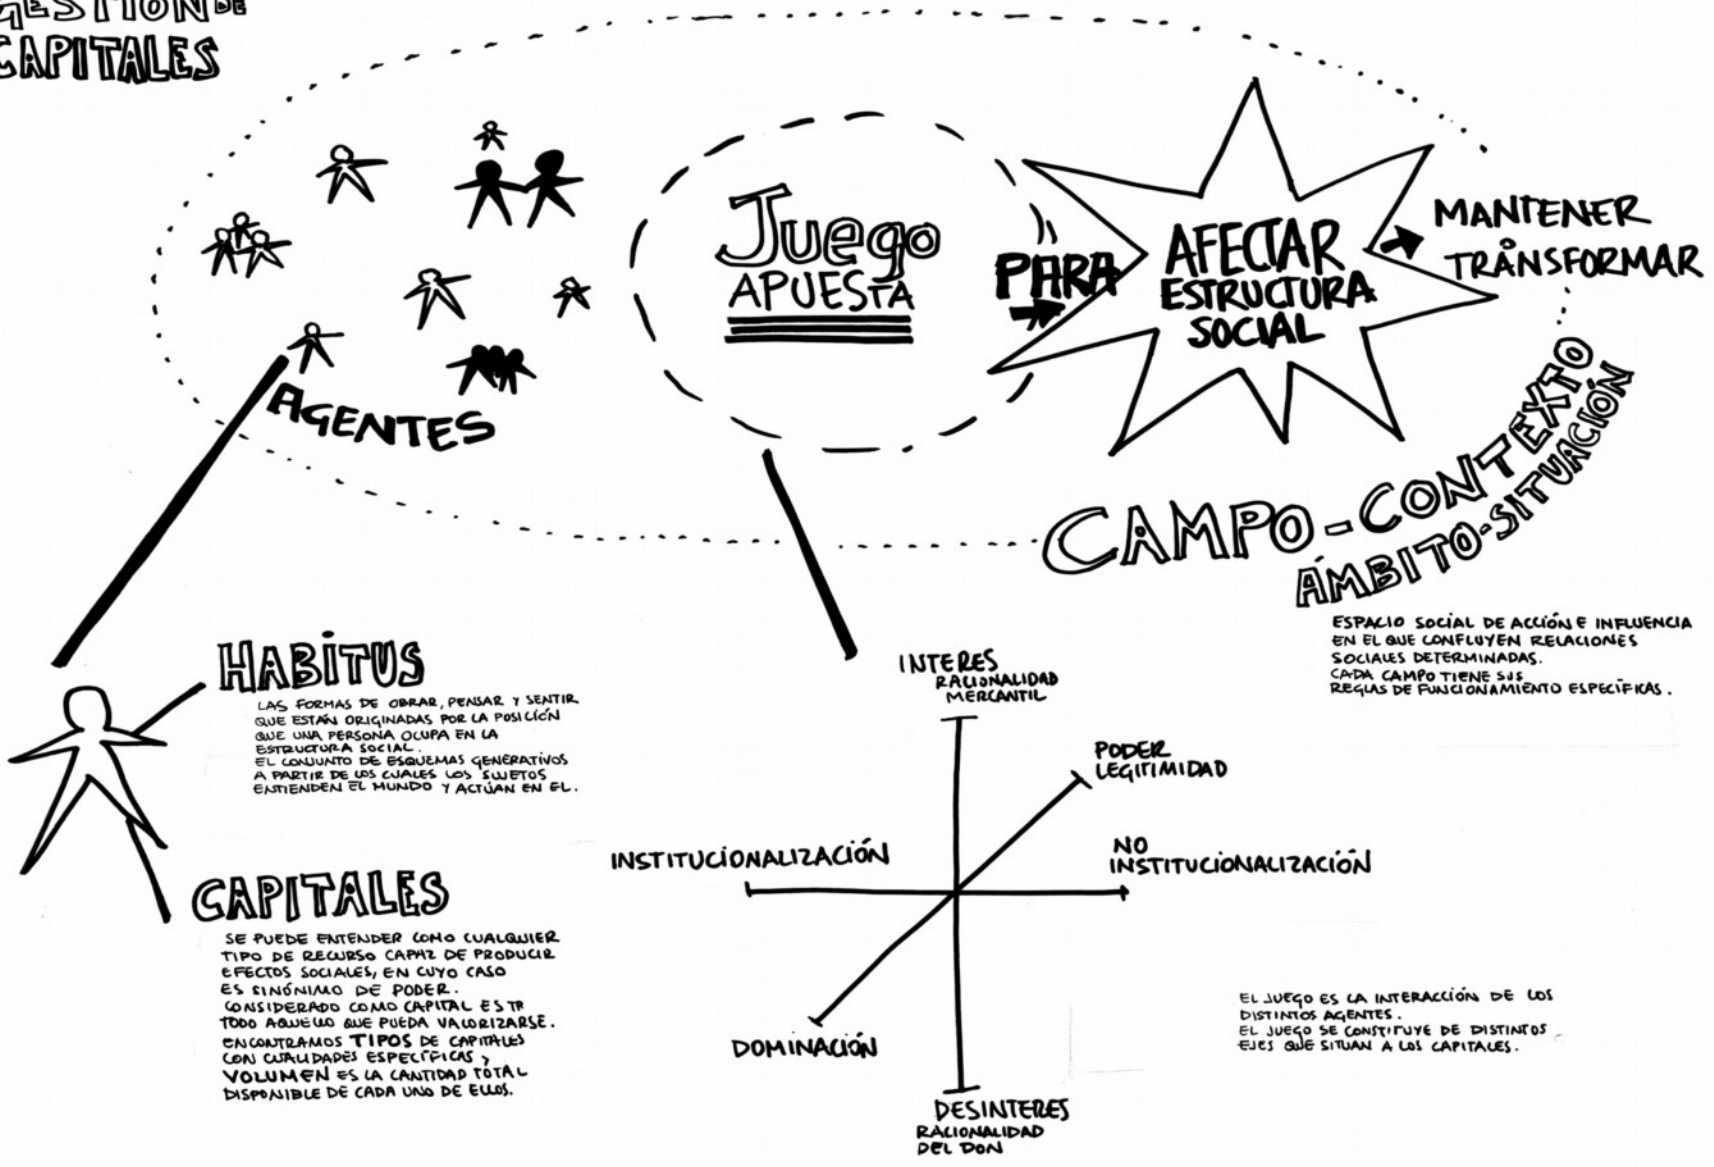 GESTIÓN DE
CAPITALES
Juego
APUESTA
PARA
AFECTAR
ESTRUCTURA
SOCIAL
MANTENER
TRANSFORMAR
AGENTES
CAMPO-CONTEXTO
ÁMBITO-SITUACIÓN
ESPACIO SOCIAL DE ACCIÓN E INFLUENCIA
EN EL QUE CONFLUYEN RELACIONES
SOCIALES DETERMINADAS.
CADA CAMPO TIENE SUS
REGLAS DE FUNCIONAMIENTO ESPECÍFICAS.
HABITUS
LAS FORMAS DE OBRAR, PENSAR Y SENTIR
QUE ESTÁN ORIGINADAS POR LA POSICIÓN
QUE UNA PERSONA OCUPA EN LA
ESTRUCTURA SOCIAL.
EL CONJUNTO DE ESQUEMAS GENERATIVOS
A PARTIR DE LOS CUALES LOS SUJETOS
ENTIENDEN EL MUNDO Y ACTÚAN EN EL.
CAPITALES
SE PUEDE ENTENDER COMO CUALQUIER
TIPO DE RECURSO CAPAZ DE PRODUCIR
EFECTOS SOCIALES, EN CUYO CASO
ES SINÓNIMO DE PODER.
CONSIDERADO COMO CAPITAL ESTA
TODO AQUELLO QUE PUEDA VALORIZARSE.
ENCONTRAMOS TIPOS DE CAPITALES
CON CUALIDADES ESPECÍFICAS,
VOLUMEN ES LA CANTIDAD TOTAL
DISPONIBLE DE CADA UNO DE ELLOS.
INTERES
RACIONALIDAD
MERCANTIL
PODER
LEGITIMIDAD
INSTITUCIONALIZACIÓN
NO
INSTITUCIONALIZACIÓN
DOMINACIÓN
DESINTERES
RACIONALIDAD
DEL DON
EL JUEGO ES LA INTERACCIÓN DE LOS
DISTINTOS AGENTES.
EL JUEGO SE CONSTITUYE DE DISTINTOS
EJES QUE SITUAN A LOS CAPITALES.